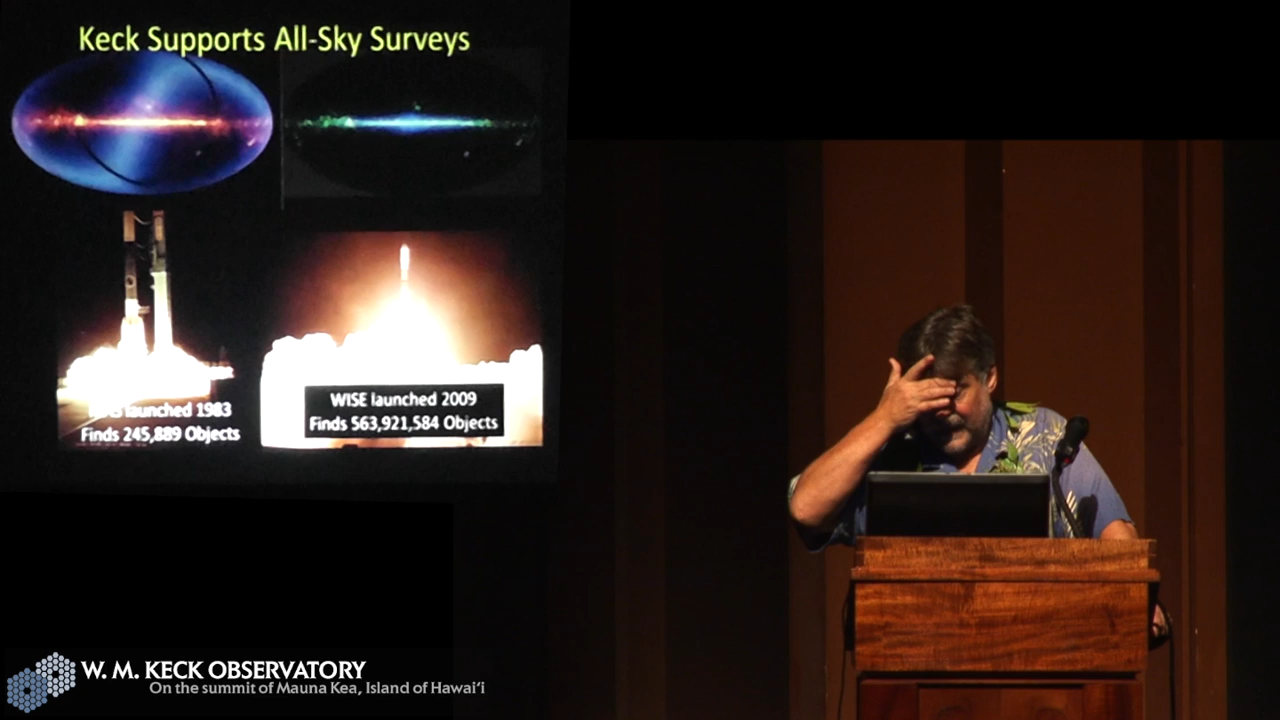 Keck Supports All-Sky Surveys
launched 1983
Finds 245,889 Objects
WISE launched 2009
Finds 563,921,584 Objects
W. M. KECK OBSERVATORY
On the summit of Mauna Kea, Island of Hawai‘i